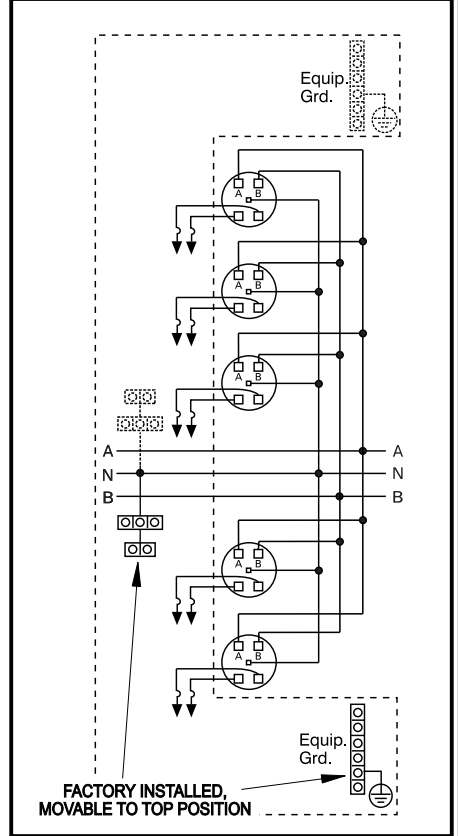 Equip.
Grd.
A B
A B
A B
A A
N N
B B
A B
A B
Equip.
Grd.
FACTORY INSTALLED,
MOVABLE TO TOP POSITION